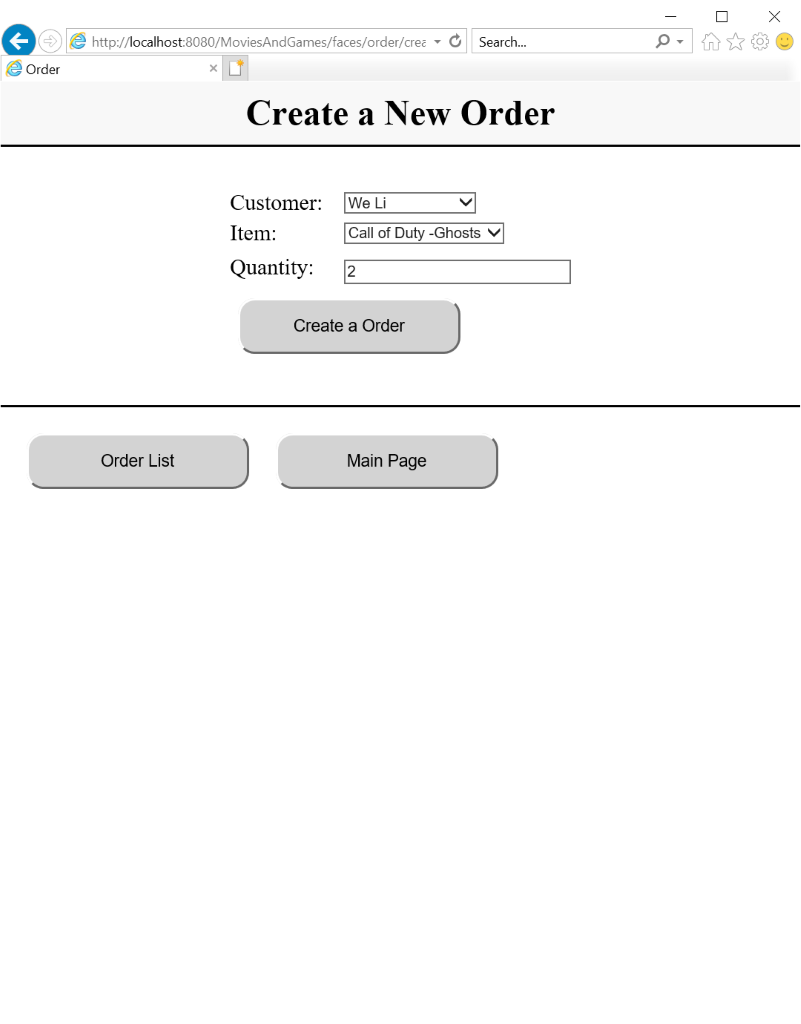 http://localhost:8080/MoviesAndGames/faces/order/crea
Search...
Order
Create a New Order
Customer: We Li
Item: Call of Duty -Ghosts
Quantity: 2
Create a Order
Order List Main Page